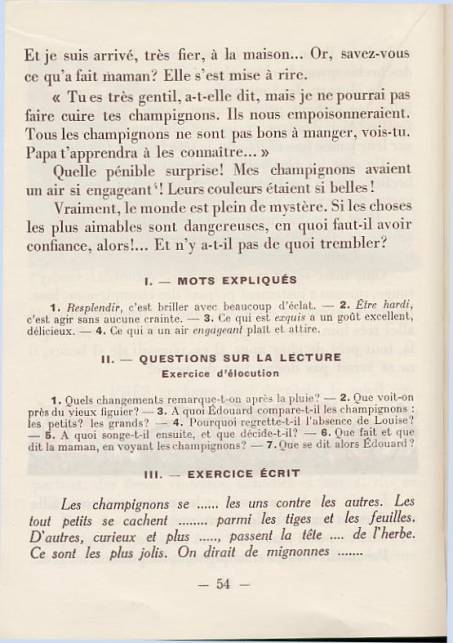 Et je suis arrivé, très fier, à la maison... Or, savez-vous
ce qu'a fait maman? Elle s'est mise à rire.
« Tu es très gentil, a-t-elle dit, mais je ne pourrai pas
faire cuire tes champignons. Ils nous empoisonneraient.
Tous les champignons ne sont pas bons à manger, vois-tu.
Papa t'apprendra à les connaître... »
Quelle pénible surprise! Mes champignons avaient
un air si engageant⁴! Leurs couleurs étaient si belles!
Vraiment, le monde est plein de mystère. Si les choses
les plus aimables sont dangereuses, en quoi faut-il avoir
confiance, alors!... Et n'y a-t-il pas de quoi trembler?
I. — MOTS EXPLIQUÉS
1. Resplendir, c'est briller avec beaucoup d'éclat. — 2. Être hardi,
c'est agir sans aucune crainte. — 3. Ce qui est exquis a un goût excellent,
délicieux. — 4. Ce qui a un air engageant plaît et attire.
II. — QUESTIONS SUR LA LECTURE
Exercice d'élocution
1. Quels changements remarque-t-on après la pluie? — 2. Que voit-on
près du vieux figuier? — 3. A quoi Édouard compare-t-il les champignons :
les petits? les grands? — 4. Pourquoi regrette-t-il l'absence de Louise?
— 5. A quoi songe-t-il ensuite, et que décide-t-il? — 6. Que fait et que
dit la maman, en voyant les champignons? — 7. Que se dit alors Édouard?
III. — EXERCICE ÉCRIT
Les champignons se ...... les uns contre les autres. Les
tout petits se cachent ........ parmi les tiges et les feuilles.
D'autres, curieux et plus ....., passent la tête .... de l'herbe.
Ce sont les plus jolis. On dirait de mignonnes .......
— 54 —